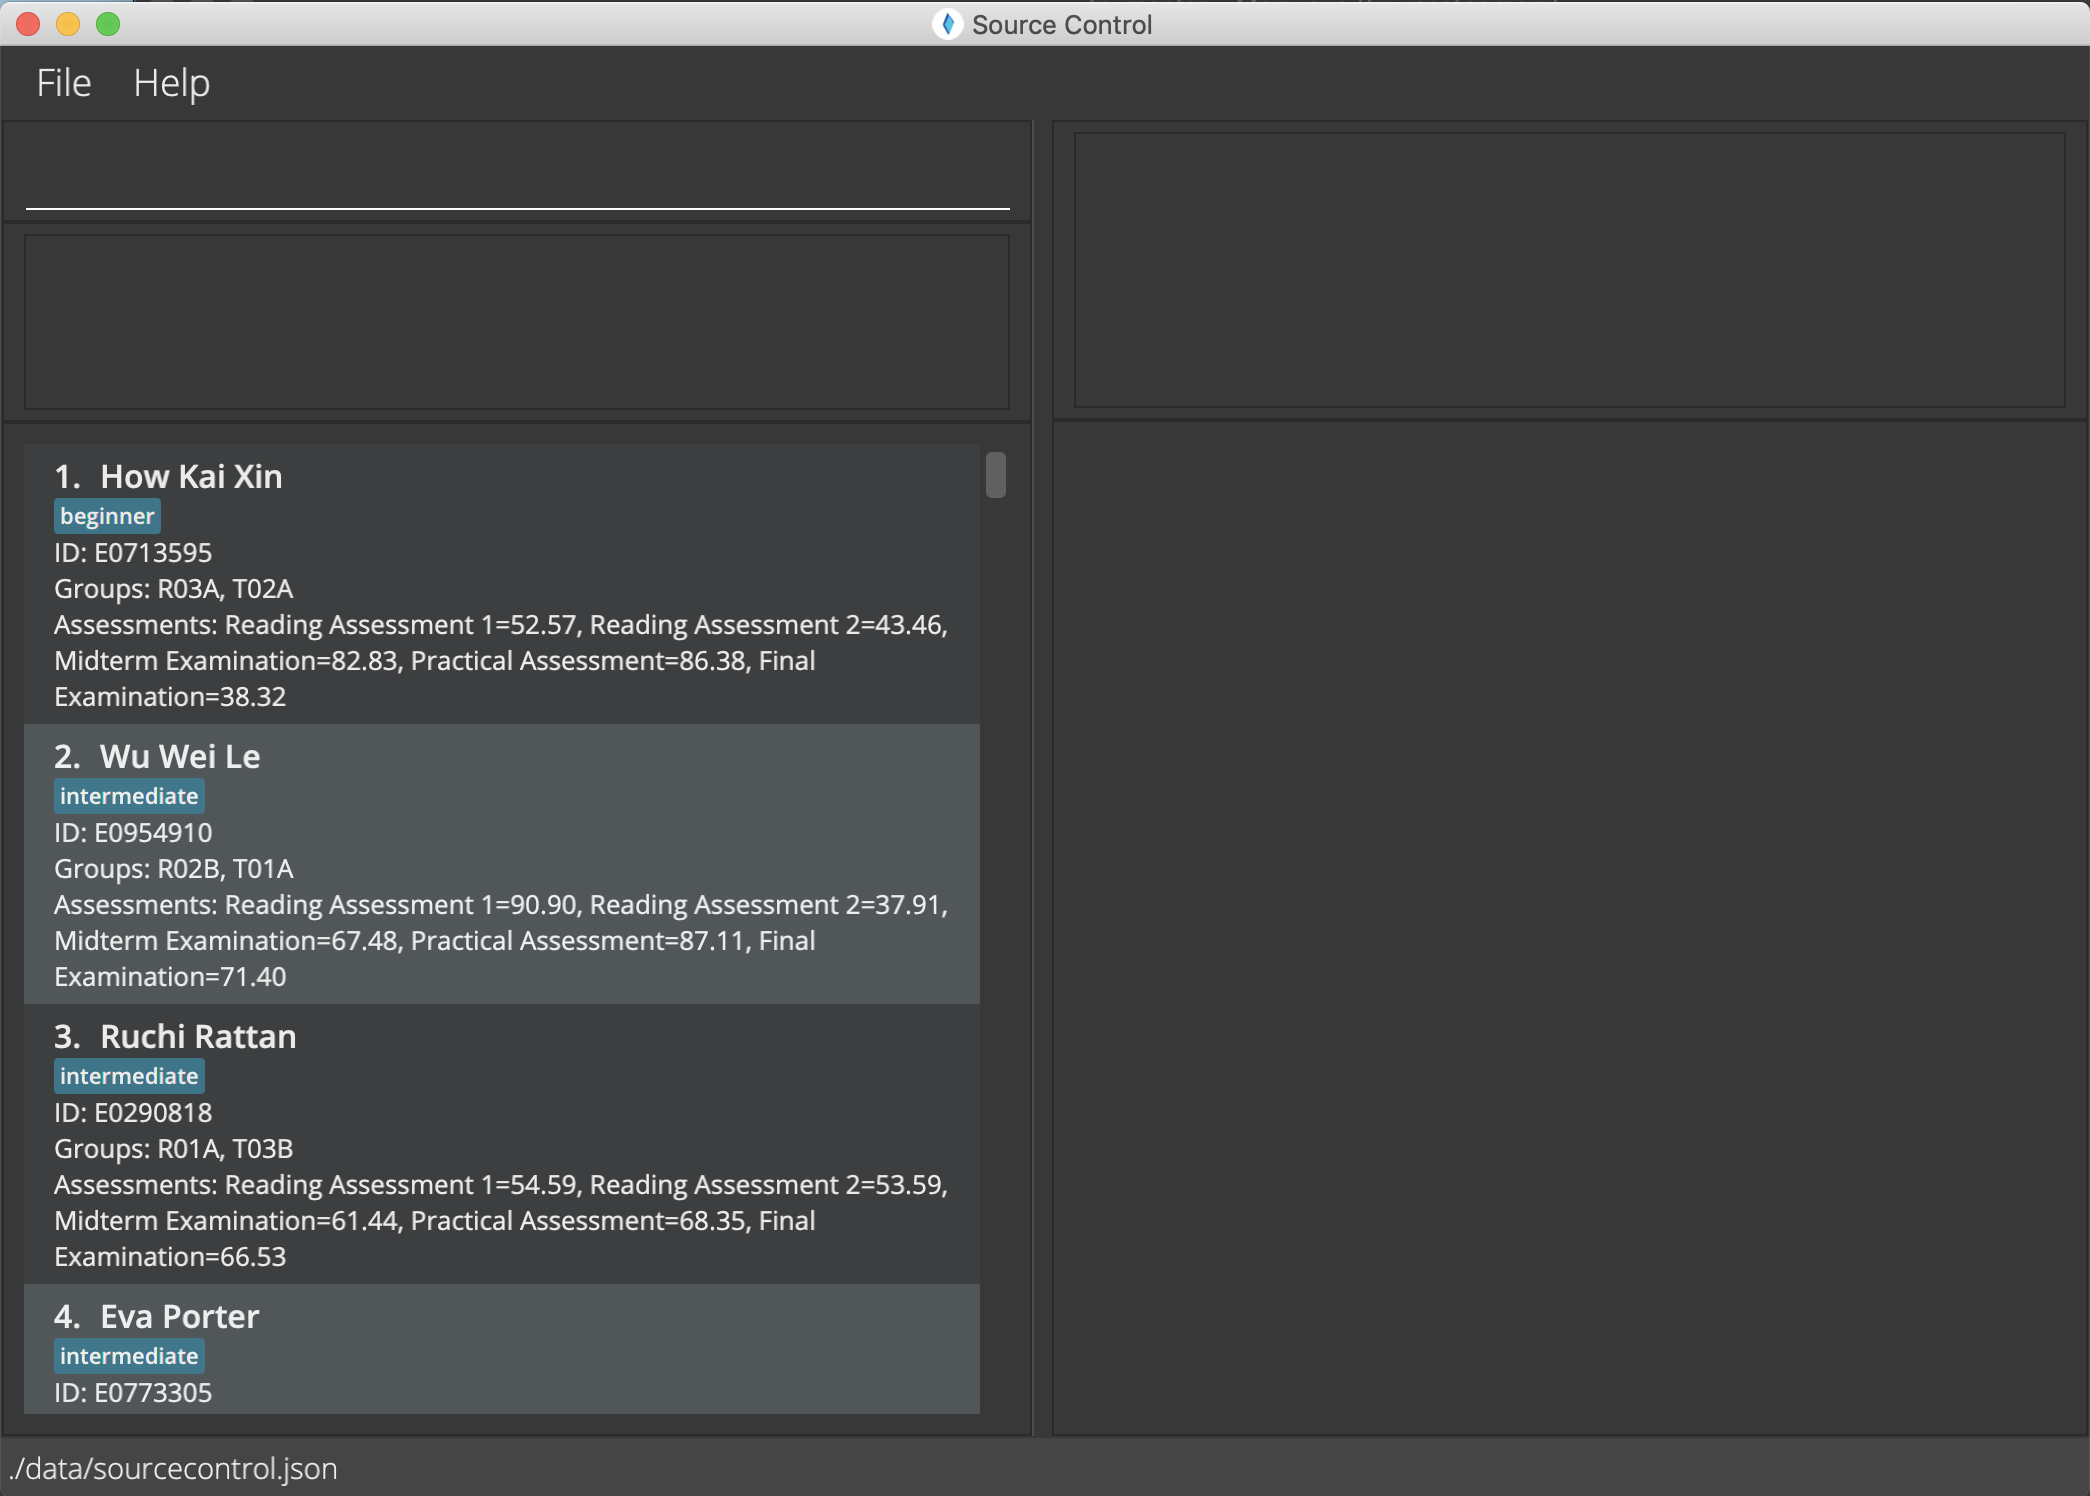 Source Control
File Help
1. How Kai Xin
beginner
ID: E0713595
Groups: R03A, T02A
Assessments: Reading Assessment 1=52.57, Reading Assessment 2=43.46,
Midterm Examination=82.83, Practical Assessment=86.38, Final
Examination=38.32
2. Wu Wei Le
intermediate
ID: E0954910
Groups: R02B, T01A
Assessments: Reading Assessment 1=90.90, Reading Assessment 2=37.91,
Midterm Examination=67.48, Practical Assessment=87.11, Final
Examination=71.40
3. Ruchi Rattan
intermediate
ID: E0290818
Groups: R01A, T03B
Assessments: Reading Assessment 1=54.59, Reading Assessment 2=53.59,
Midterm Examination=61.44, Practical Assessment=68.35, Final
Examination=66.53
4. Eva Porter
intermediate
ID: E0773305
./data/sourcecontrol.json